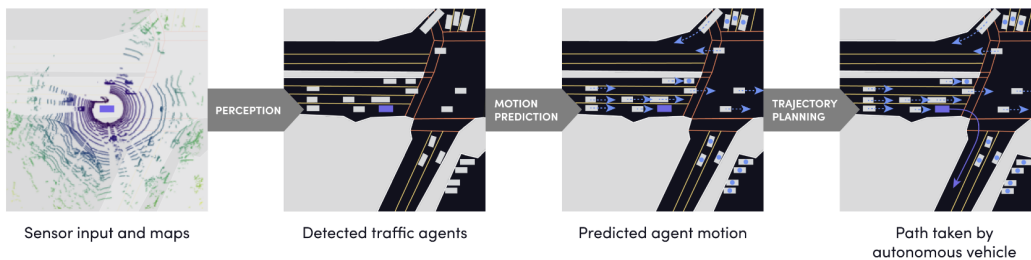 PERCEPTION
MOTION
PREDICTION
TRAJECTORY
PLANNING
Sensor input and maps
Detected traffic agents
Predicted agent motion
Path taken by
autonomous vehicle